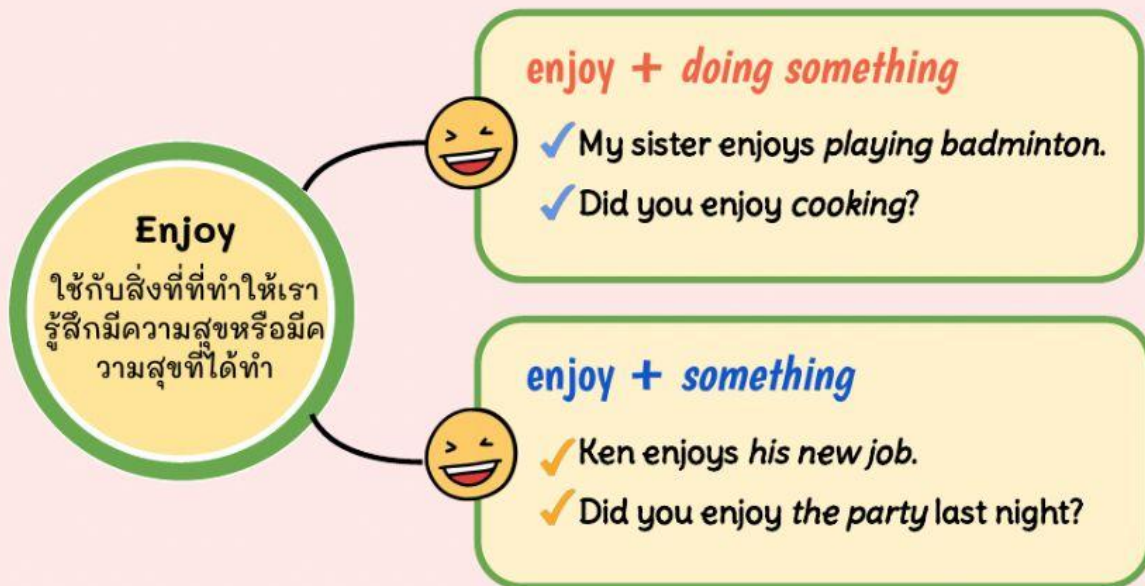 Enjoy
ใช้กับสิ่งที่ที่ทำให้เรา
รู้สึกมีความสุขหรือมีค
วามสุขที่ได้ทำ
enjoy + doing something
✓My sister enjoys playing badminton.
✓Did you enjoy cooking?
enjoy + something
✓Ken enjoys his new job.
✓Did you enjoy the party last night?